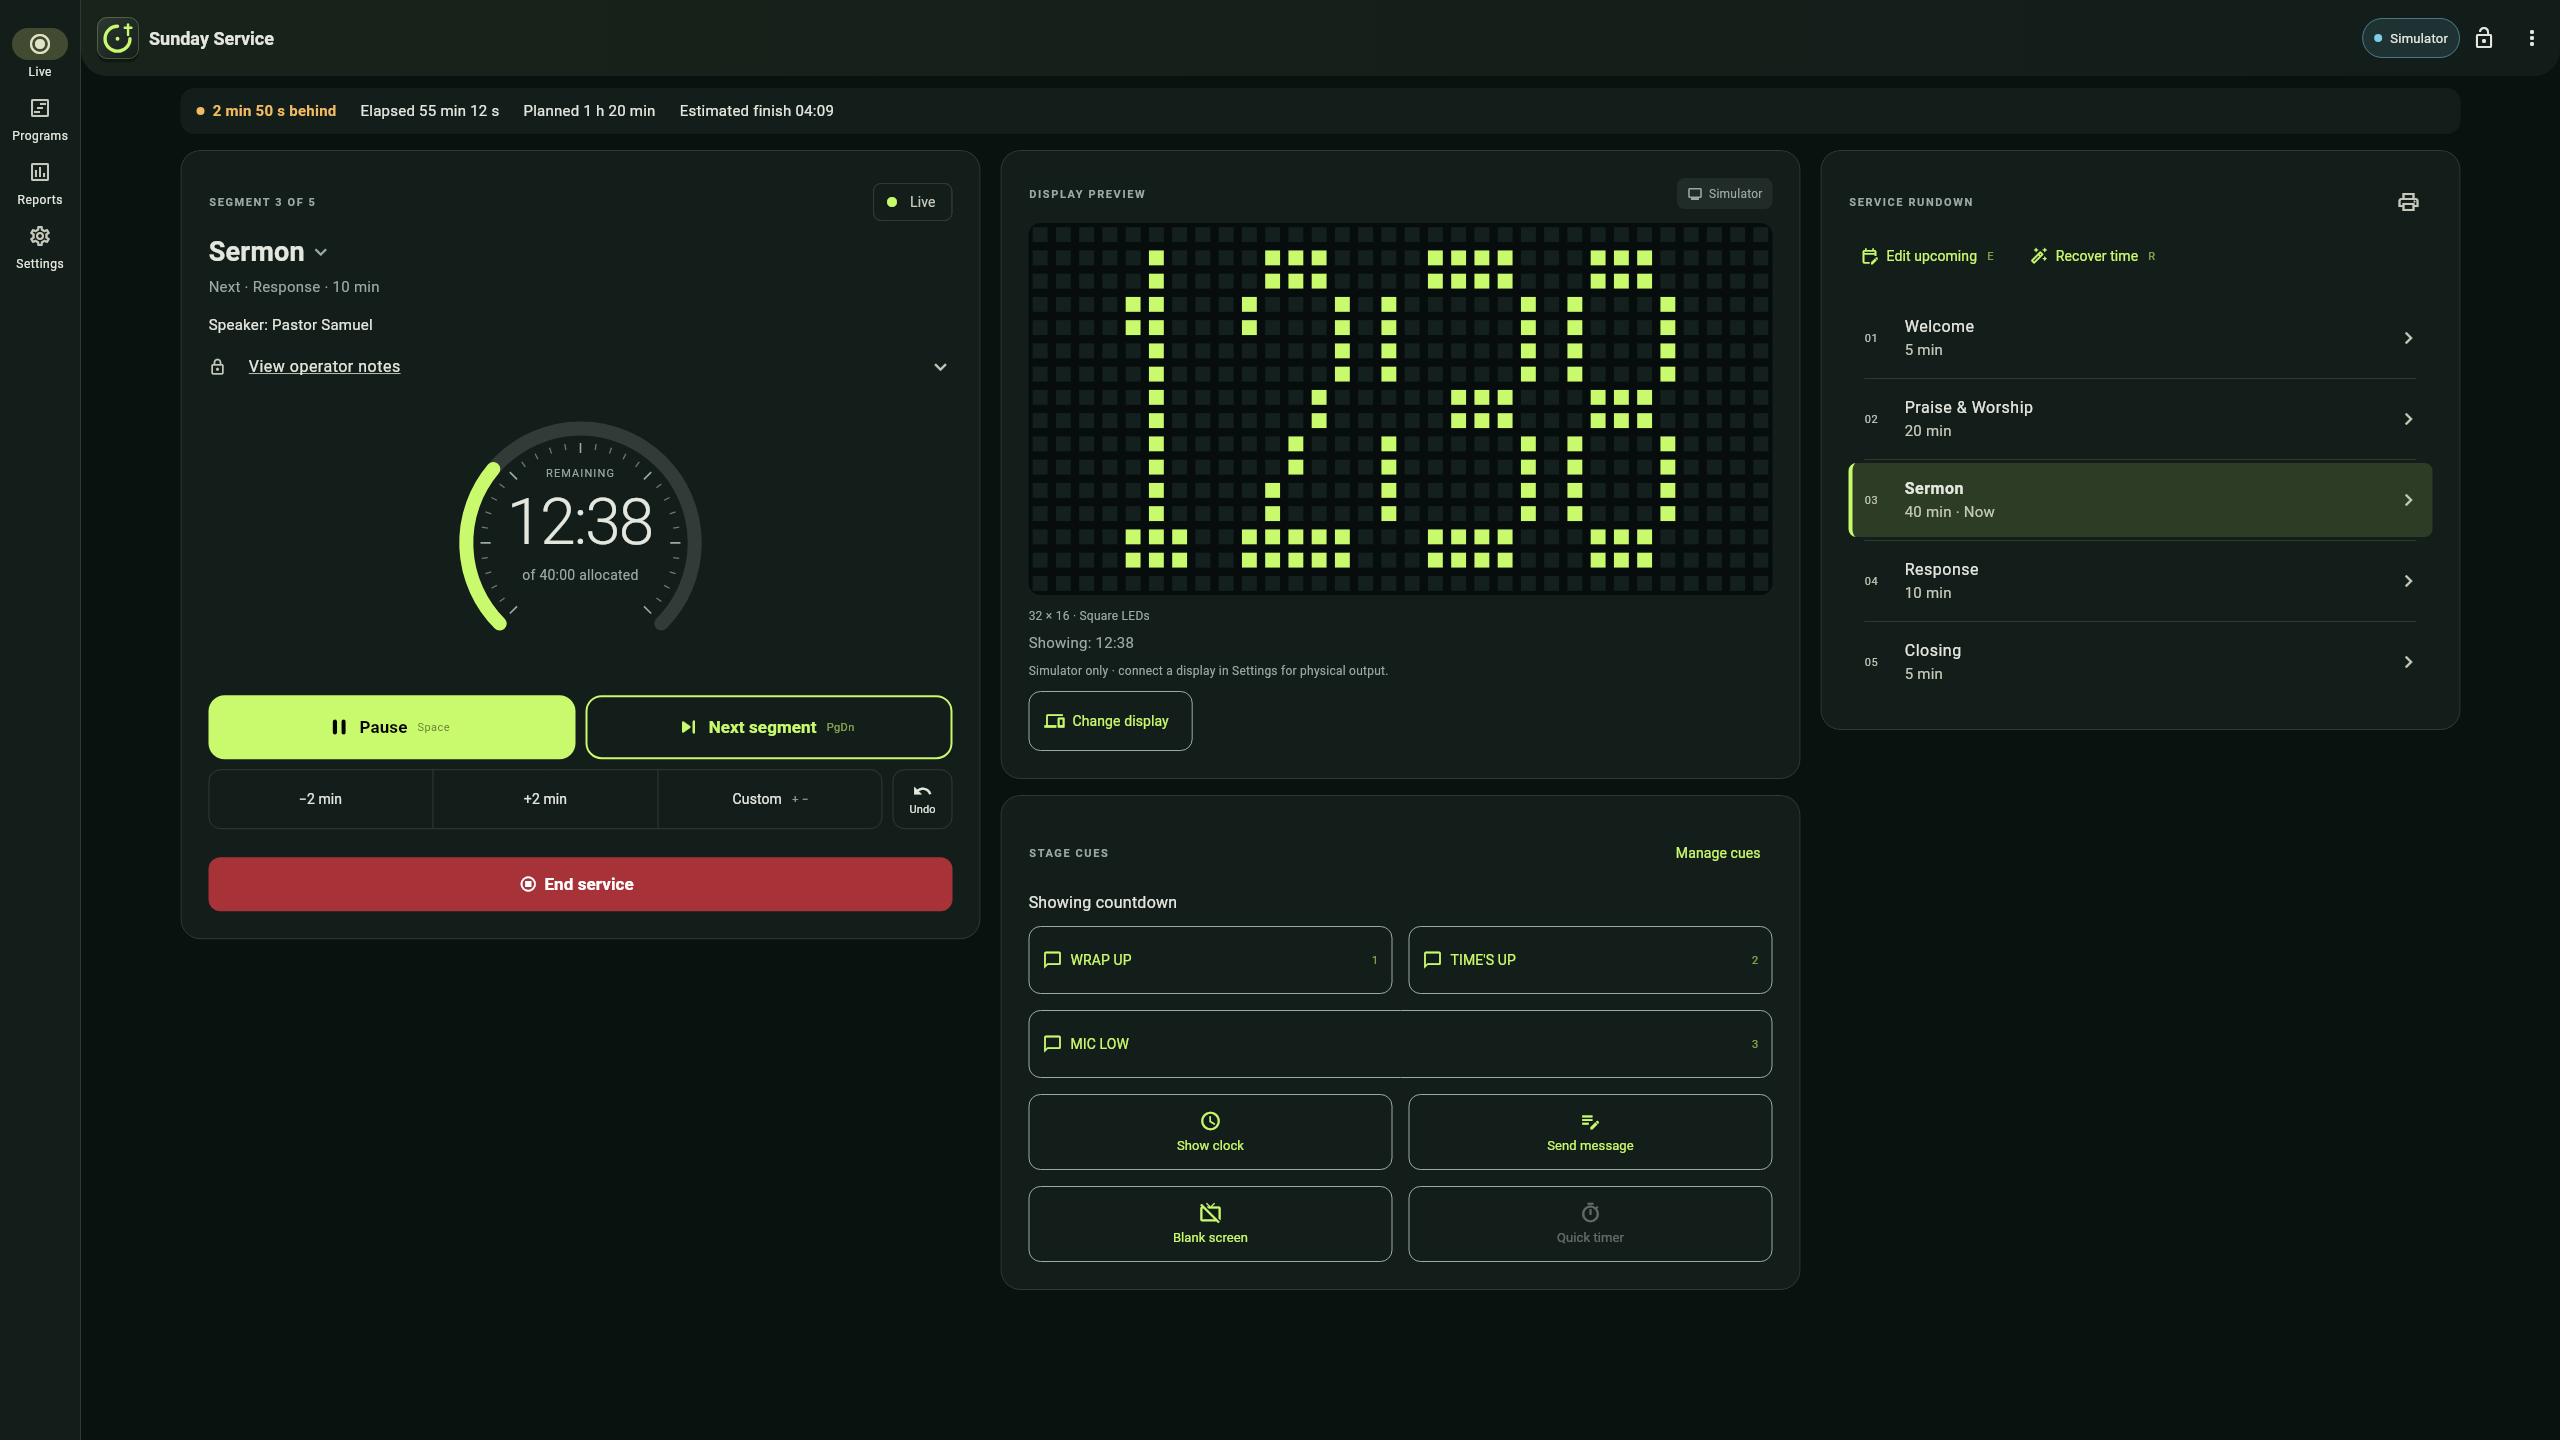 Live
Programs
Reports
Settings
Sunday Service
Simulator
2 min 50 s behind
Elapsed 55 min 12 s
Planned 1 h 20 min
Estimated finish 04:09
SEGMENT 3 OF 5
Live
Sermon
Next · Response · 10 min
Speaker: Pastor Samuel
View operator notes
REMAINING
12:38
of 40:00 allocated
Pause Space
Next segment PgDn
−2 min
+2 min
Custom + −
Undo
End service
DISPLAY PREVIEW
Simulator
12 38
32 × 16 · Square LEDs
Showing: 12:38
Simulator only · connect a display in Settings for physical output.
Change display
STAGE CUES
Manage cues
Showing countdown
WRAP UP 1
TIME'S UP 2
MIC LOW 3
Show clock
Send message
Blank screen
Quick timer
SERVICE RUNDOWN
Edit upcoming E
Recover time R
01
Welcome
5 min
02
Praise & Worship
20 min
03
Sermon
40 min · Now
04
Response
10 min
05
Closing
5 min